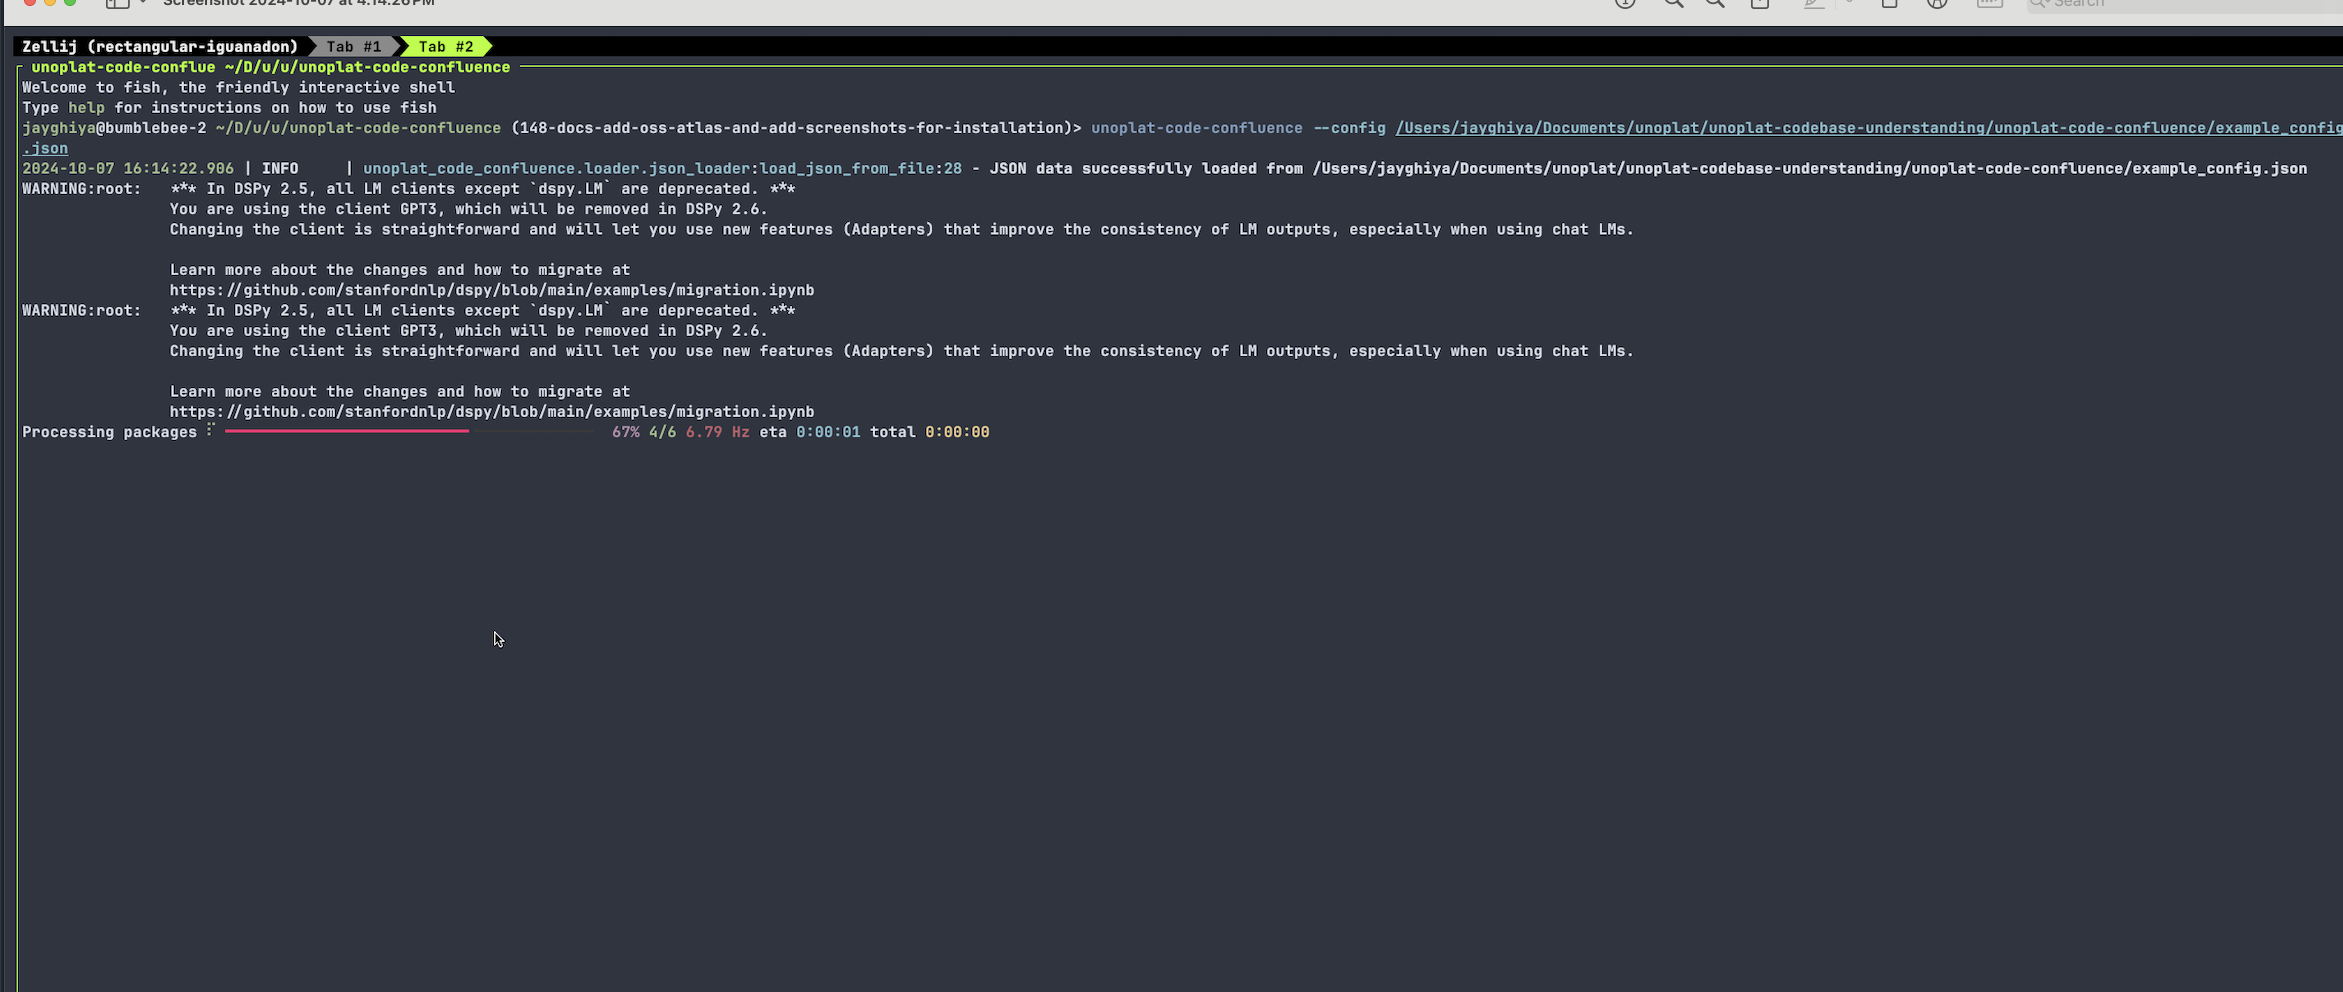 Screenshot 2024-10-07 at 4.14.26 PM
Search
Zellij (rectangular-iguanadon) Tab #1 Tab #2
unoplat-code-conflue ~/D/u/u/unoplat-code-confluence
Welcome to fish, the friendly interactive shell
Type help for instructions on how to use fish
jayghiya@bumblebee-2 ~/D/u/u/unoplat-code-confluence (148-docs-add-oss-atlas-and-add-screenshots-for-installation)> unoplat-code-confluence --config /Users/jayghiya/Documents/unoplat/unoplat-codebase-understanding/unoplat-code-confluence/example_config
.json
2024-10-07 16:14:22.906 | INFO     | unoplat_code_confluence.loader.json_loader:load_json_from_file:28 - JSON data successfully loaded from /Users/jayghiya/Documents/unoplat/unoplat-codebase-understanding/unoplat-code-confluence/example_config.json
WARNING:root:   *** In DSPy 2.5, all LM clients except `dspy.LM` are deprecated. ***
You are using the client GPT3, which will be removed in DSPy 2.6.
Changing the client is straightforward and will let you use new features (Adapters) that improve the consistency of LM outputs, especially when using chat LMs.
Learn more about the changes and how to migrate at
https://github.com/stanfordnlp/dspy/blob/main/examples/migration.ipynb
WARNING:root:   *** In DSPy 2.5, all LM clients except `dspy.LM` are deprecated. ***
You are using the client GPT3, which will be removed in DSPy 2.6.
Changing the client is straightforward and will let you use new features (Adapters) that improve the consistency of LM outputs, especially when using chat LMs.
Learn more about the changes and how to migrate at
https://github.com/stanfordnlp/dspy/blob/main/examples/migration.ipynb
Processing packages 67% 4/6 6.79 Hz eta 0:00:01 total 0:00:00